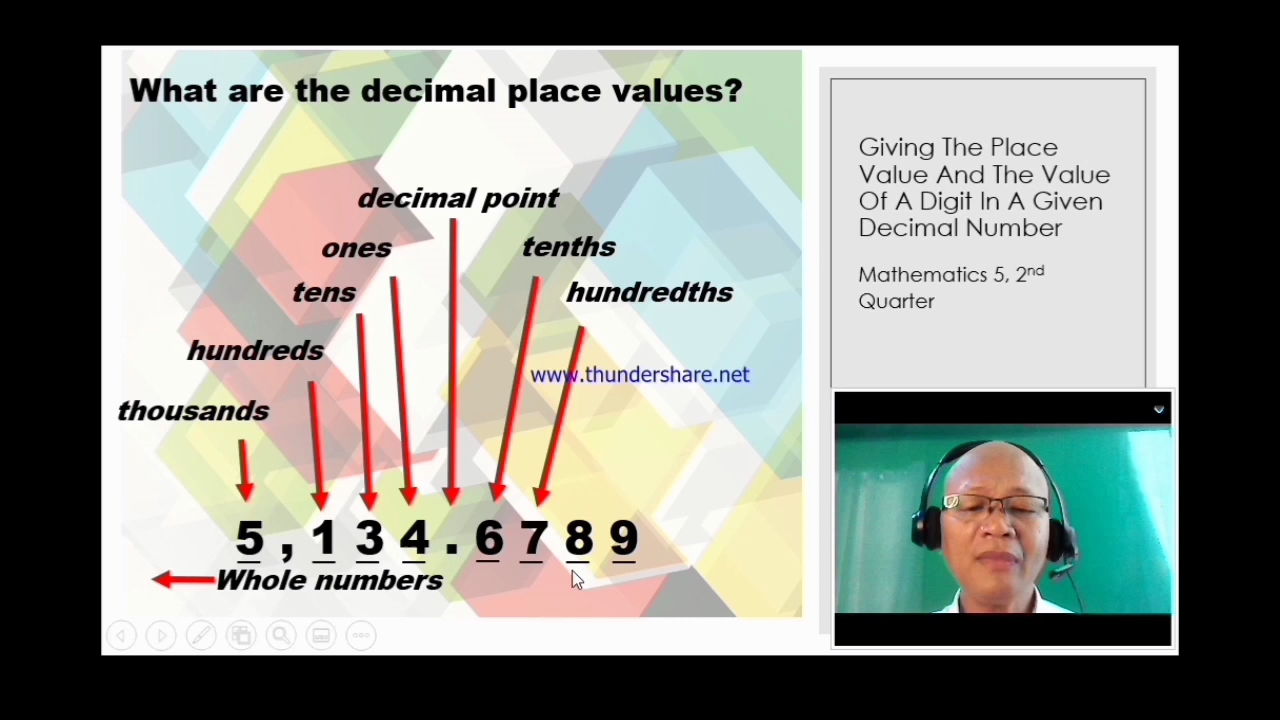 What are the decimal place values?
decimal point
ones
tenths
tens
hundredths
hundreds
www.thundershare.net
thousands
5,134.6789
Whole numbers
Giving The Place
Value And The Value
Of A Digit In A Given
Decimal Number
Mathematics 5, 2nd
Quarter